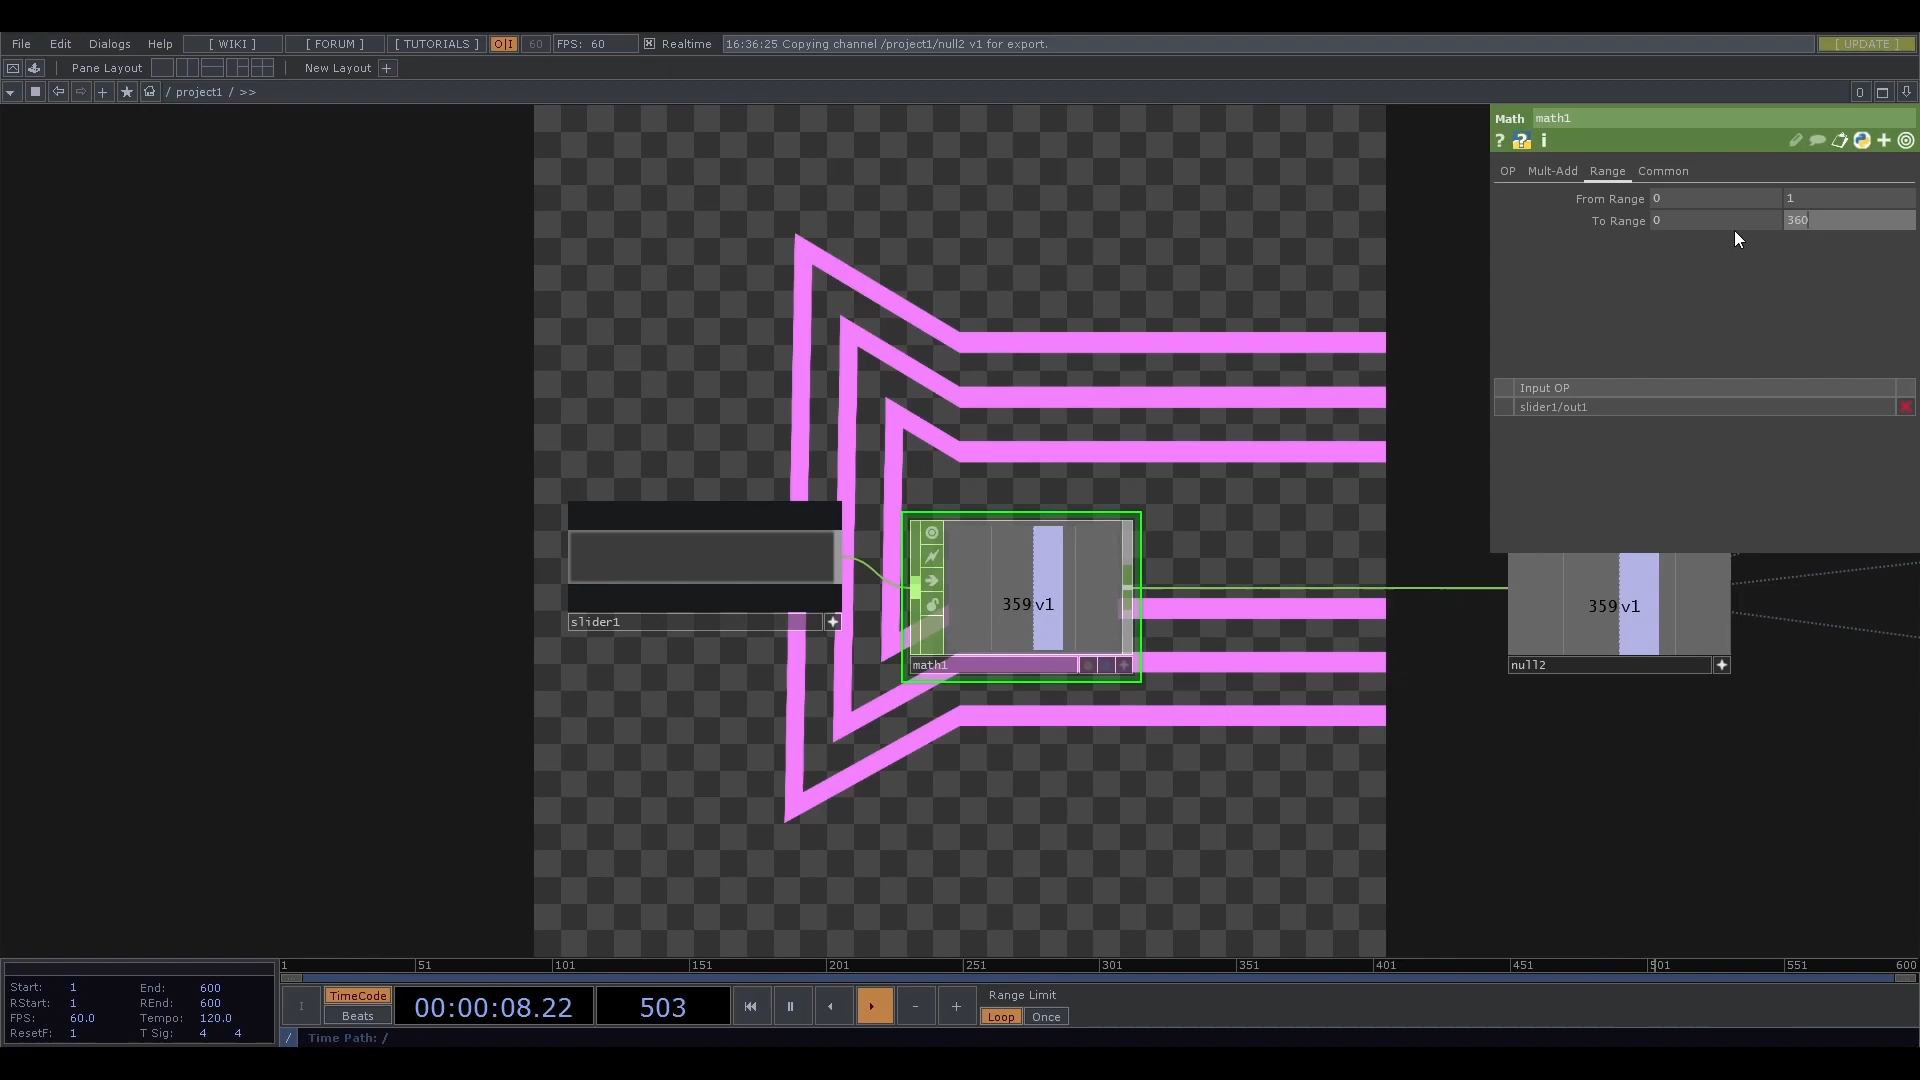 File Edit Dialogs Help [ WIKI ] [ FORUM ] [ TUTORIALS ] O|I 60 FPS: 60 Realtime 16:36:25 Copying channel /project1/null2 v1 for export. [ UPDATE ]
Pane Layout New Layout +
/ project1 / >> 0
Math math1
? ? i
OP Mult-Add Range Common
From Range 0 1
To Range 0 360
Input OP
slider1/out1
359 v1
359 v1
slider1
math1
null2
1 51 101 151 201 251 301 351 401 451 501 551 600
Start: 1 End: 600
RStart: 1 REnd: 600
FPS: 60.0 Tempo: 120.0
ResetF: 1 T Sig: 4 4
TimeCode
Beats
00:00:08.22
503
- +
Range Limit
Loop Once
/ Time Path: /